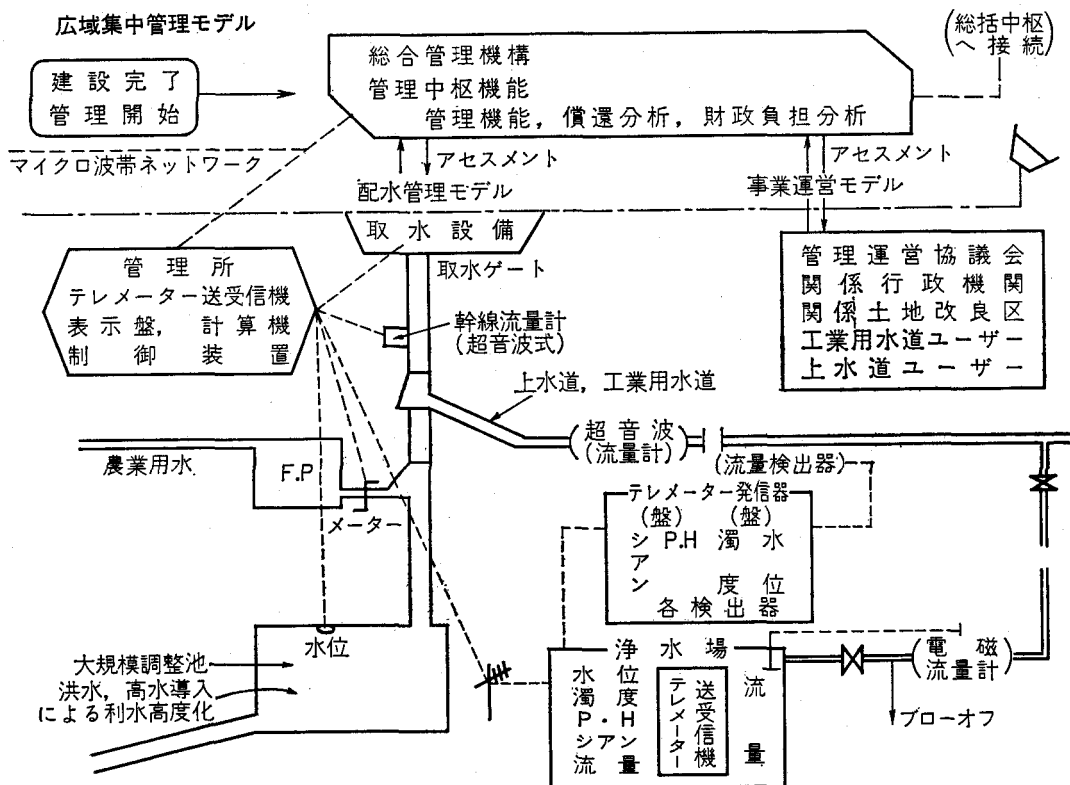 広域集中管理モデル
建設完了
管理開始
総合管理機構
管理中枢機能
管理機能，償還分析，財政負担分析
(総括中枢
へ接続)
マイクロ波帯ネットワーク
アセスメント
配水管理モデル
アセスメント
事業運営モデル
取水設備
取水ゲート
管理所
テレメーター送受信機
表示盤，計算機
制御装置
管理運営協議会
関係行政機関
関係土地改良区
工業用水道ユーザー
上水道ユーザー
幹線流量計
(超音波式)
上水道，工業用水道
(超音波
流量計)
(流量検出器)
農業用水
F.P
メーター
テレメーター発信器
(盤) (盤)
シアン
P.H
濁度
水位
各検出器
水位
大規模調整池
洪水，高水導入
による利水高度化
浄水場
水位
濁度
P・H
シアン
流量
テレメーター
送受信機
流量
(電磁
流量計)
ブローオフ